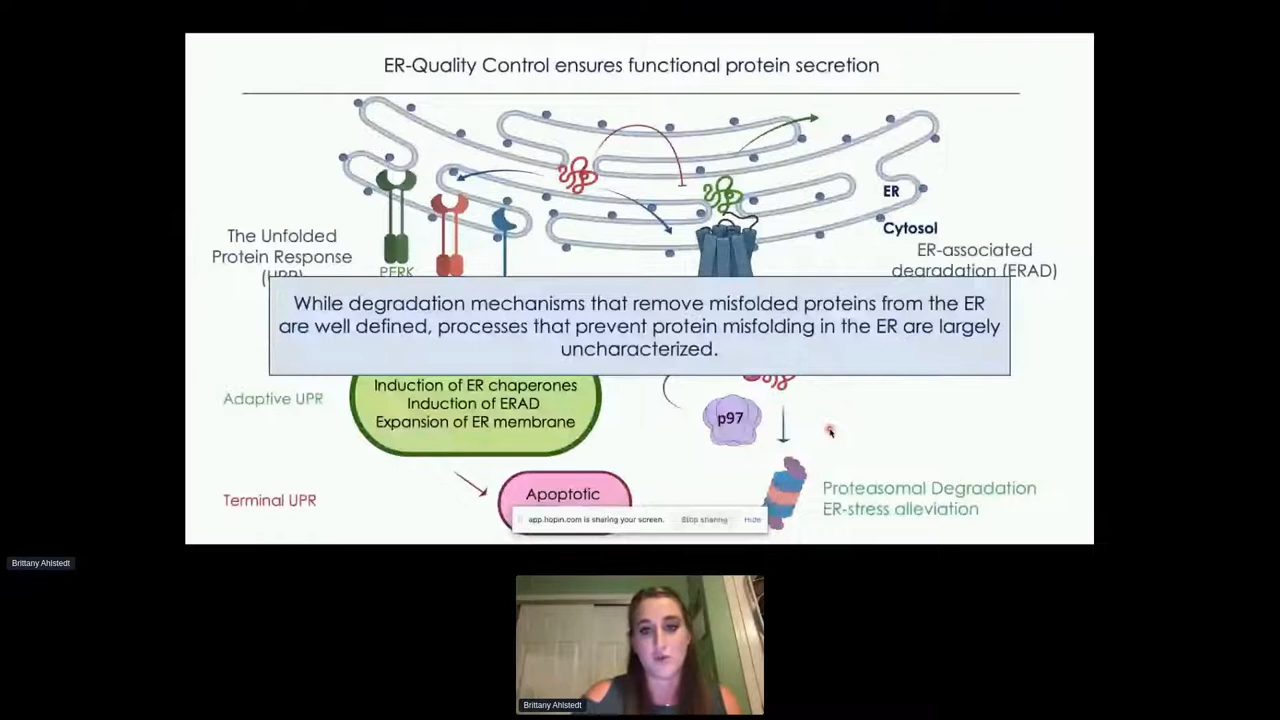 ER-Quality Control ensures functional protein secretion
ER
Cytosol
The Unfolded
Protein Response
(UPR)
PERK
ER-associated
degradation (ERAD)
While degradation mechanisms that remove misfolded proteins from the ER
are well defined, processes that prevent protein misfolding in the ER are largely
uncharacterized.
Adaptive UPR
Induction of ER chaperones
Induction of ERAD
Expansion of ER membrane
p97
Terminal UPR
Apoptotic
Proteasomal Degradation
ER-stress alleviation
app.hopin.com is sharing your screen.
Stop sharing
Hide
Brittany Ahlstedt
Brittany Ahlstedt